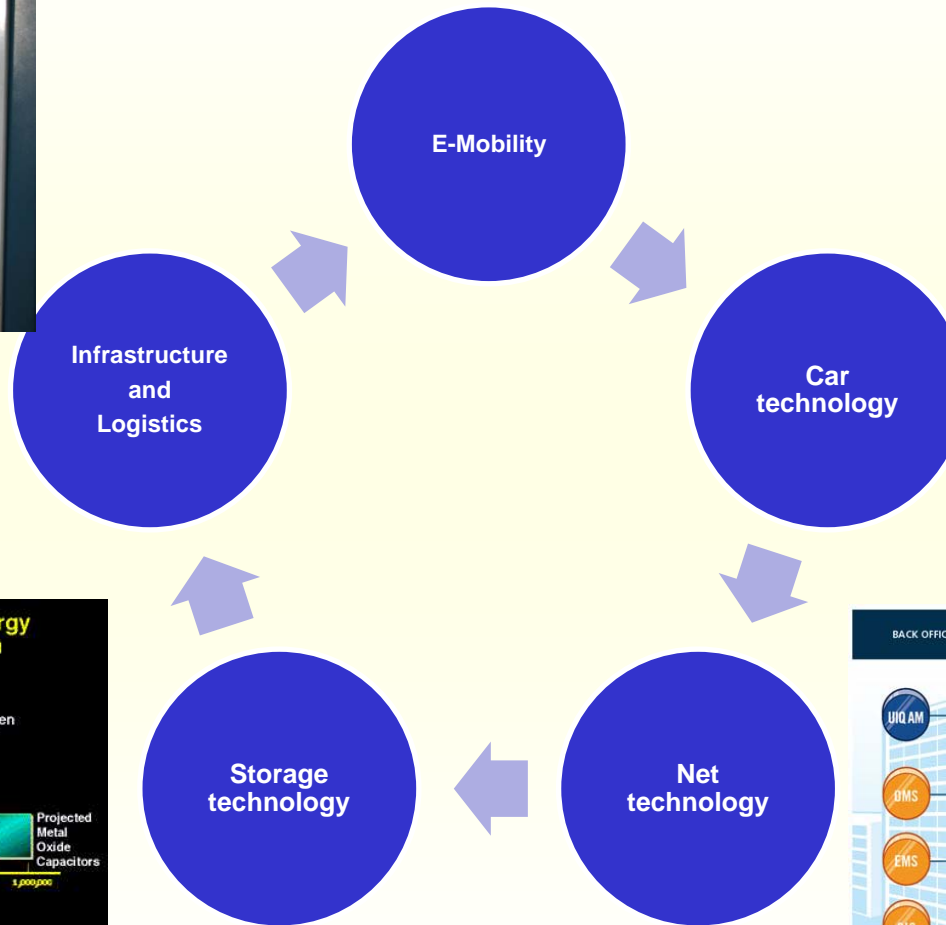 E-Mobility
Infrastructure
and
Logistics
Car
technology
Storage
technology
Net
technology
Projected
Metal
Oxide
Capacitors
1,000,000
BACK OFFIC
UIQ AM
EMS